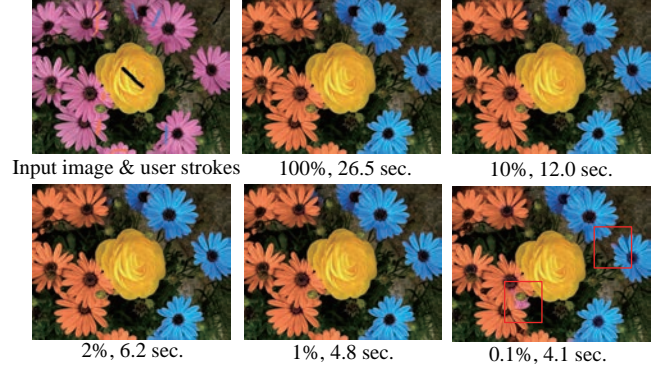 Input image & user strokes
100%, 26.5 sec.
10%, 12.0 sec.
2%, 6.2 sec.
1%, 4.8 sec.
0.1%, 4.1 sec.